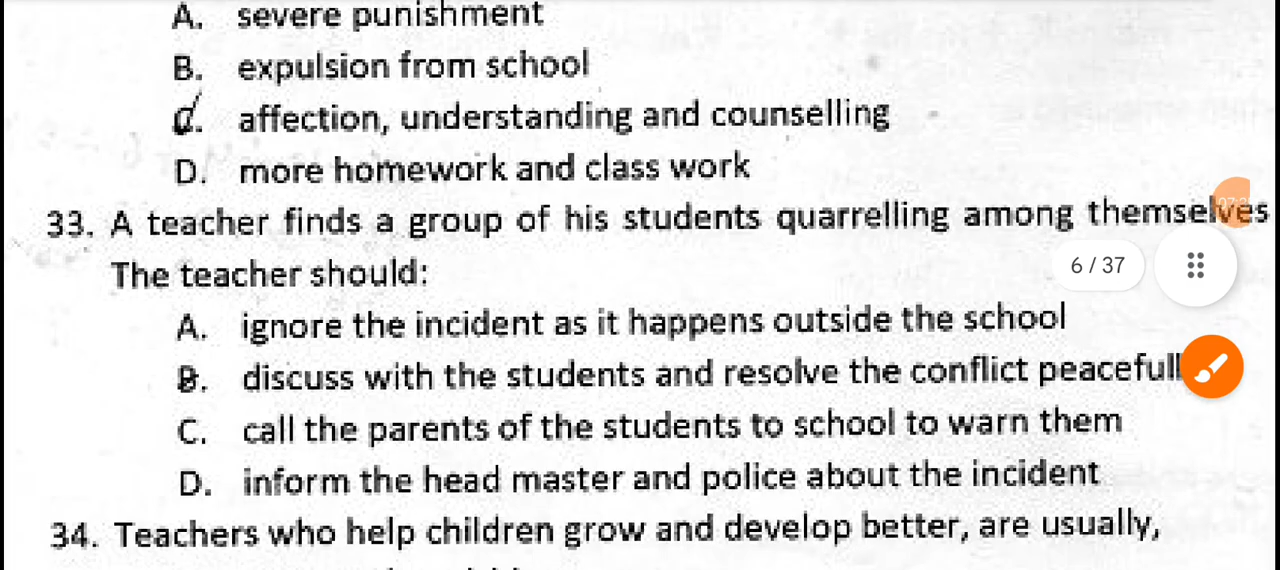 A. severe punishment
B. expulsion from school
C. affection, understanding and counselling
D. more homework and class work
33. A teacher finds a group of his students quarrelling among themselves
The teacher should:
6 / 37
A. ignore the incident as it happens outside the school
B. discuss with the students and resolve the conflict peacefull
C. call the parents of the students to school to warn them
D. inform the head master and police about the incident
34. Teachers who help children grow and develop better, are usually,